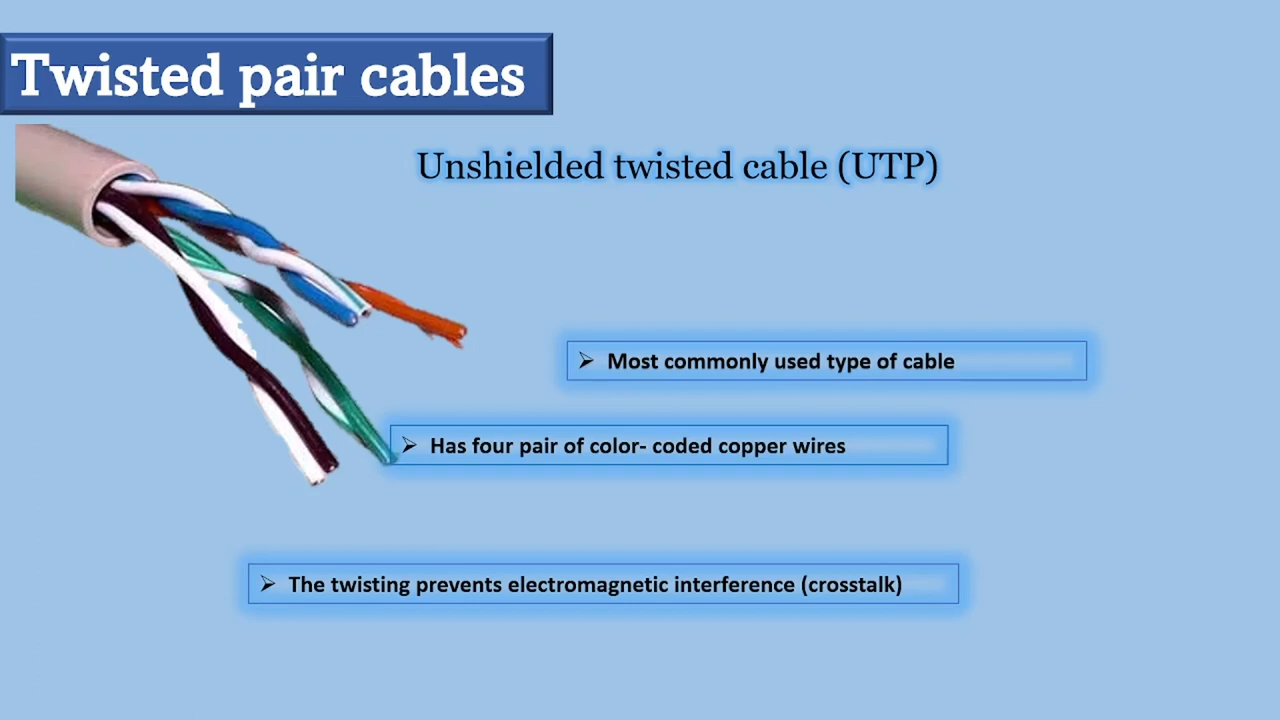 Twisted pair cables
Unshielded twisted cable (UTP)
➢ Most commonly used type of cable
➢ Has four pair of color- coded copper wires
➢ The twisting prevents electromagnetic interference (crosstalk)